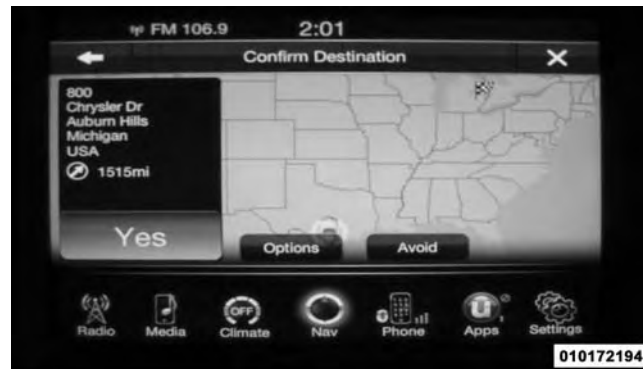 FM 106.9 2:01
Confirm Destination
800
Chrysler Dr
Auburn Hills
Michigan
USA
1515mi
Yes
Options
Avoid
Radio
Media
OFF
Climate
Nav
Phone
U
Apps
Settings
010172194